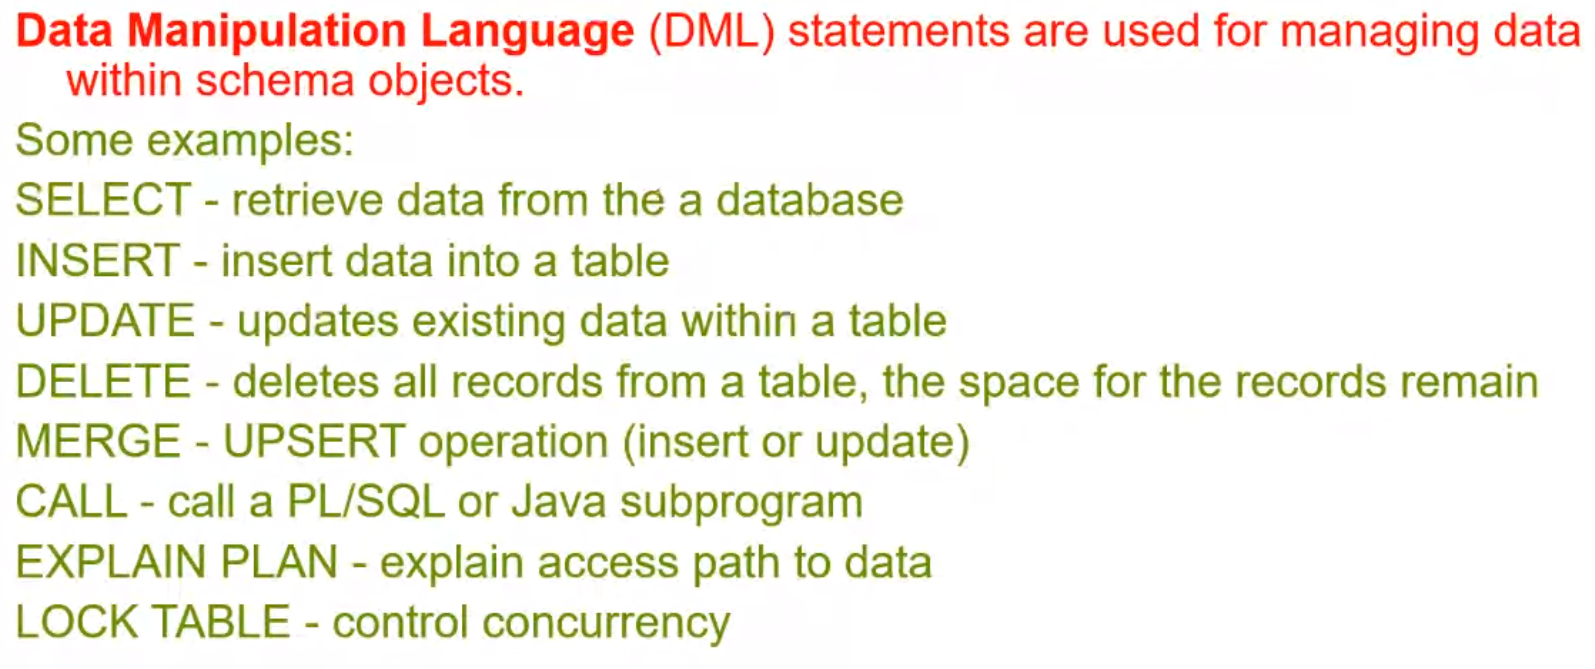 Data Manipulation Language (DML) statements are used for managing data
within schema objects.
Some examples:
SELECT - retrieve data from the a database
INSERT - insert data into a table
UPDATE - updates existing data within a table
DELETE - deletes all records from a table, the space for the records remain
MERGE - UPSERT operation (insert or update)
CALL - call a PL/SQL or Java subprogram
EXPLAIN PLAN - explain access path to data
LOCK TABLE - control concurrency